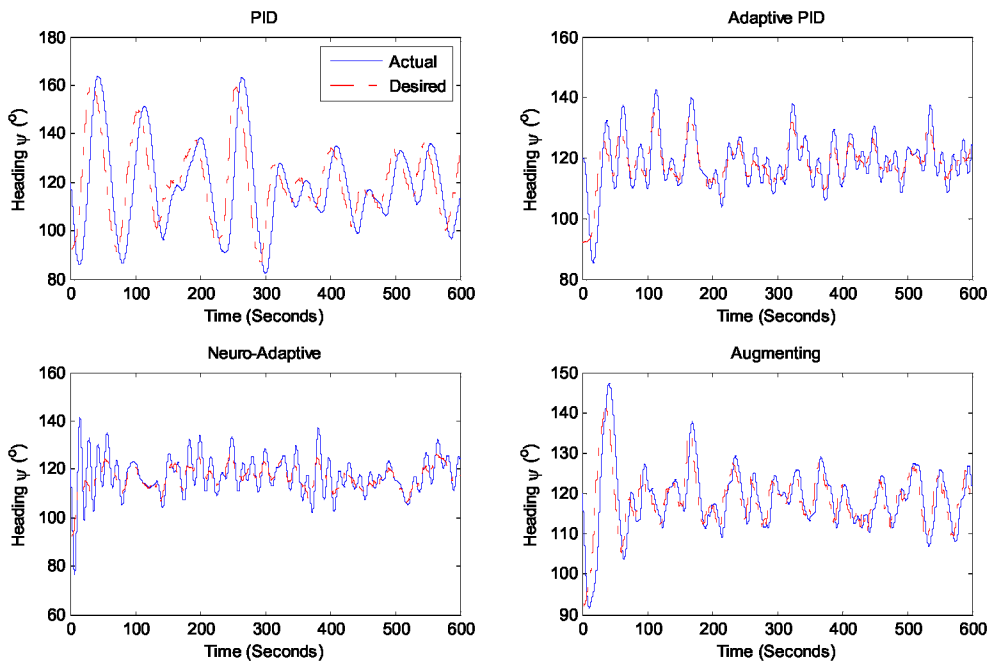 PID
180
160
140
120
100
80
Heading ψ (°)
0 100 200 300 400 500 600
Time (Seconds)
Actual
Desired
Adaptive PID
160
140
120
100
80
Heading ψ (°)
0 100 200 300 400 500 600
Time (Seconds)
Neuro-Adaptive
160
140
120
100
80
60
Heading ψ (°)
0 100 200 300 400 500 600
Time (Seconds)
Augmenting
150
140
130
120
110
100
90
Heading ψ (°)
0 100 200 300 400 500 600
Time (Seconds)